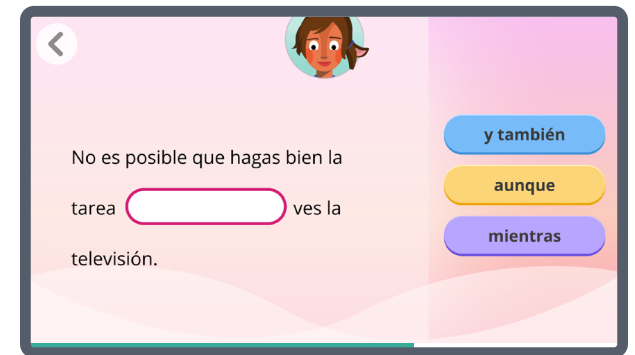 No es posible que hagas bien la
tarea ves la
televisión.
y también
aunque
mientras